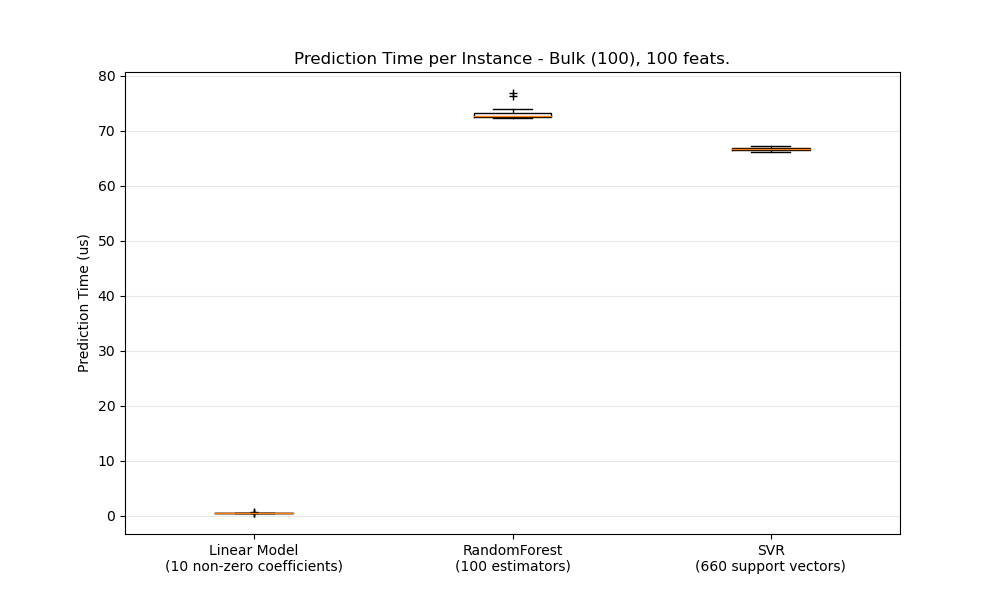 Prediction Time per Instance - Bulk (100), 100 feats.
80
70
60
50
40
30
20
10
0
Prediction Time (us)
Linear Model
(10 non-zero coefficients)
RandomForest
(100 estimators)
SVR
(660 support vectors)